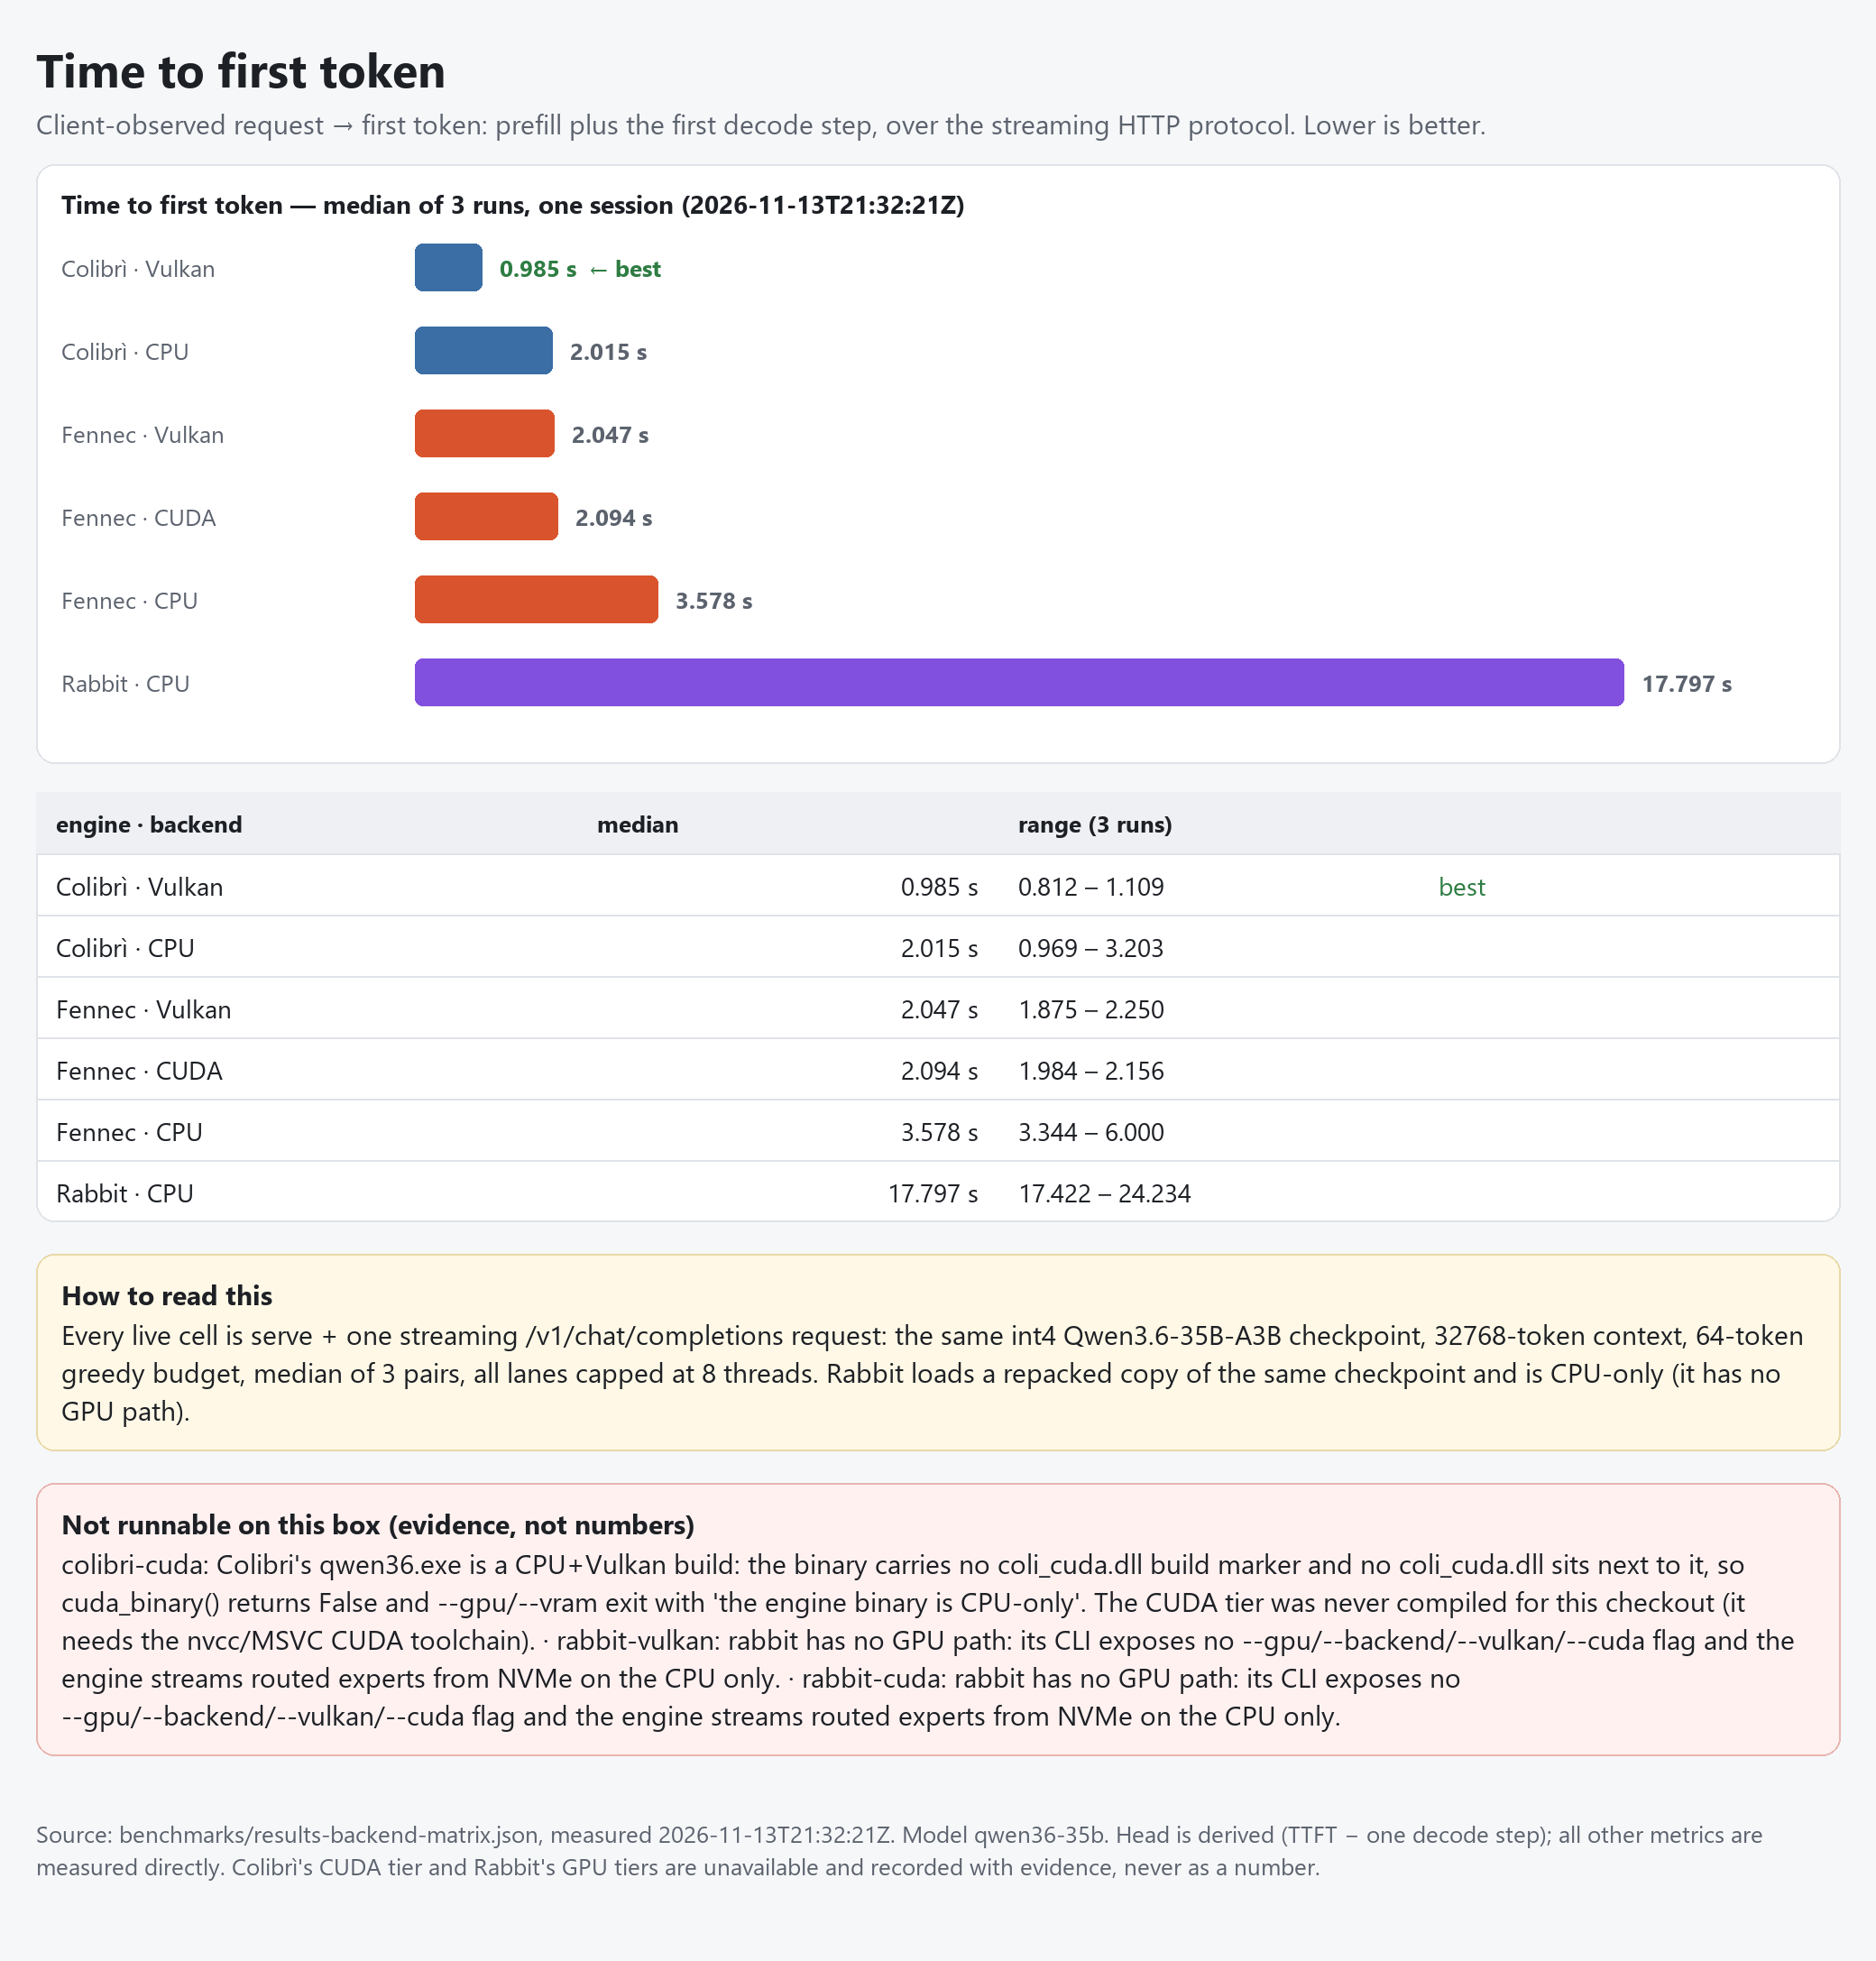 Time to first token
Client-observed request → first token: prefill plus the first decode step, over the streaming HTTP protocol. Lower is better.
Time to first token — median of 3 runs, one session (2026-11-13T21:32:21Z)
Colibrì · Vulkan 0.985 s ← best
Colibrì · CPU 2.015 s
Fennec · Vulkan 2.047 s
Fennec · CUDA 2.094 s
Fennec · CPU 3.578 s
Rabbit · CPU 17.797 s
engine · backend median range (3 runs)
Colibrì · Vulkan 0.985 s 0.812 – 1.109 best
Colibrì · CPU 2.015 s 0.969 – 3.203
Fennec · Vulkan 2.047 s 1.875 – 2.250
Fennec · CUDA 2.094 s 1.984 – 2.156
Fennec · CPU 3.578 s 3.344 – 6.000
Rabbit · CPU 17.797 s 17.422 – 24.234
How to read this
Every live cell is serve + one streaming /v1/chat/completions request: the same int4 Qwen3.6-35B-A3B checkpoint, 32768-token context, 64-token
greedy budget, median of 3 pairs, all lanes capped at 8 threads. Rabbit loads a repacked copy of the same checkpoint and is CPU-only (it has no
GPU path).
Not runnable on this box (evidence, not numbers)
colibri-cuda: Colibri's qwen36.exe is a CPU+Vulkan build: the binary carries no coli_cuda.dll build marker and no coli_cuda.dll sits next to it, so
cuda_binary() returns False and --gpu/--vram exit with 'the engine binary is CPU-only'. The CUDA tier was never compiled for this checkout (it
needs the nvcc/MSVC CUDA toolchain). · rabbit-vulkan: rabbit has no GPU path: its CLI exposes no --gpu/--backend/--vulkan/--cuda flag and the
engine streams routed experts from NVMe on the CPU only. · rabbit-cuda: rabbit has no GPU path: its CLI exposes no
--gpu/--backend/--vulkan/--cuda flag and the engine streams routed experts from NVMe on the CPU only.
Source: benchmarks/results-backend-matrix.json, measured 2026-11-13T21:32:21Z. Model qwen36-35b. Head is derived (TTFT − one decode step); all other metrics are
measured directly. Colibrì's CUDA tier and Rabbit's GPU tiers are unavailable and recorded with evidence, never as a number.